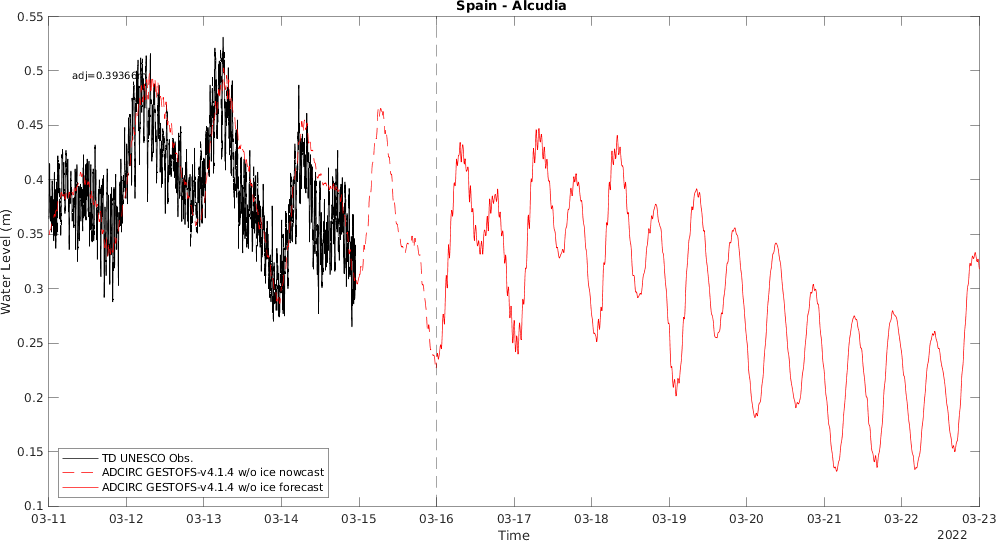 Spain - Alcudia
0.55
0.5
0.45
0.4
0.35
0.3
0.25
0.2
0.15
0.1
Water Level (m)
adj=0.39366
TD UNESCO Obs.
ADCIRC GESTOFS-v4.1.4 w/o ice nowcast
ADCIRC GESTOFS-v4.1.4 w/o ice forecast
03-11 03-12 03-13 03-14 03-15 03-16 03-17 03-18 03-19 03-20 03-21 03-22 03-23
Time
2022